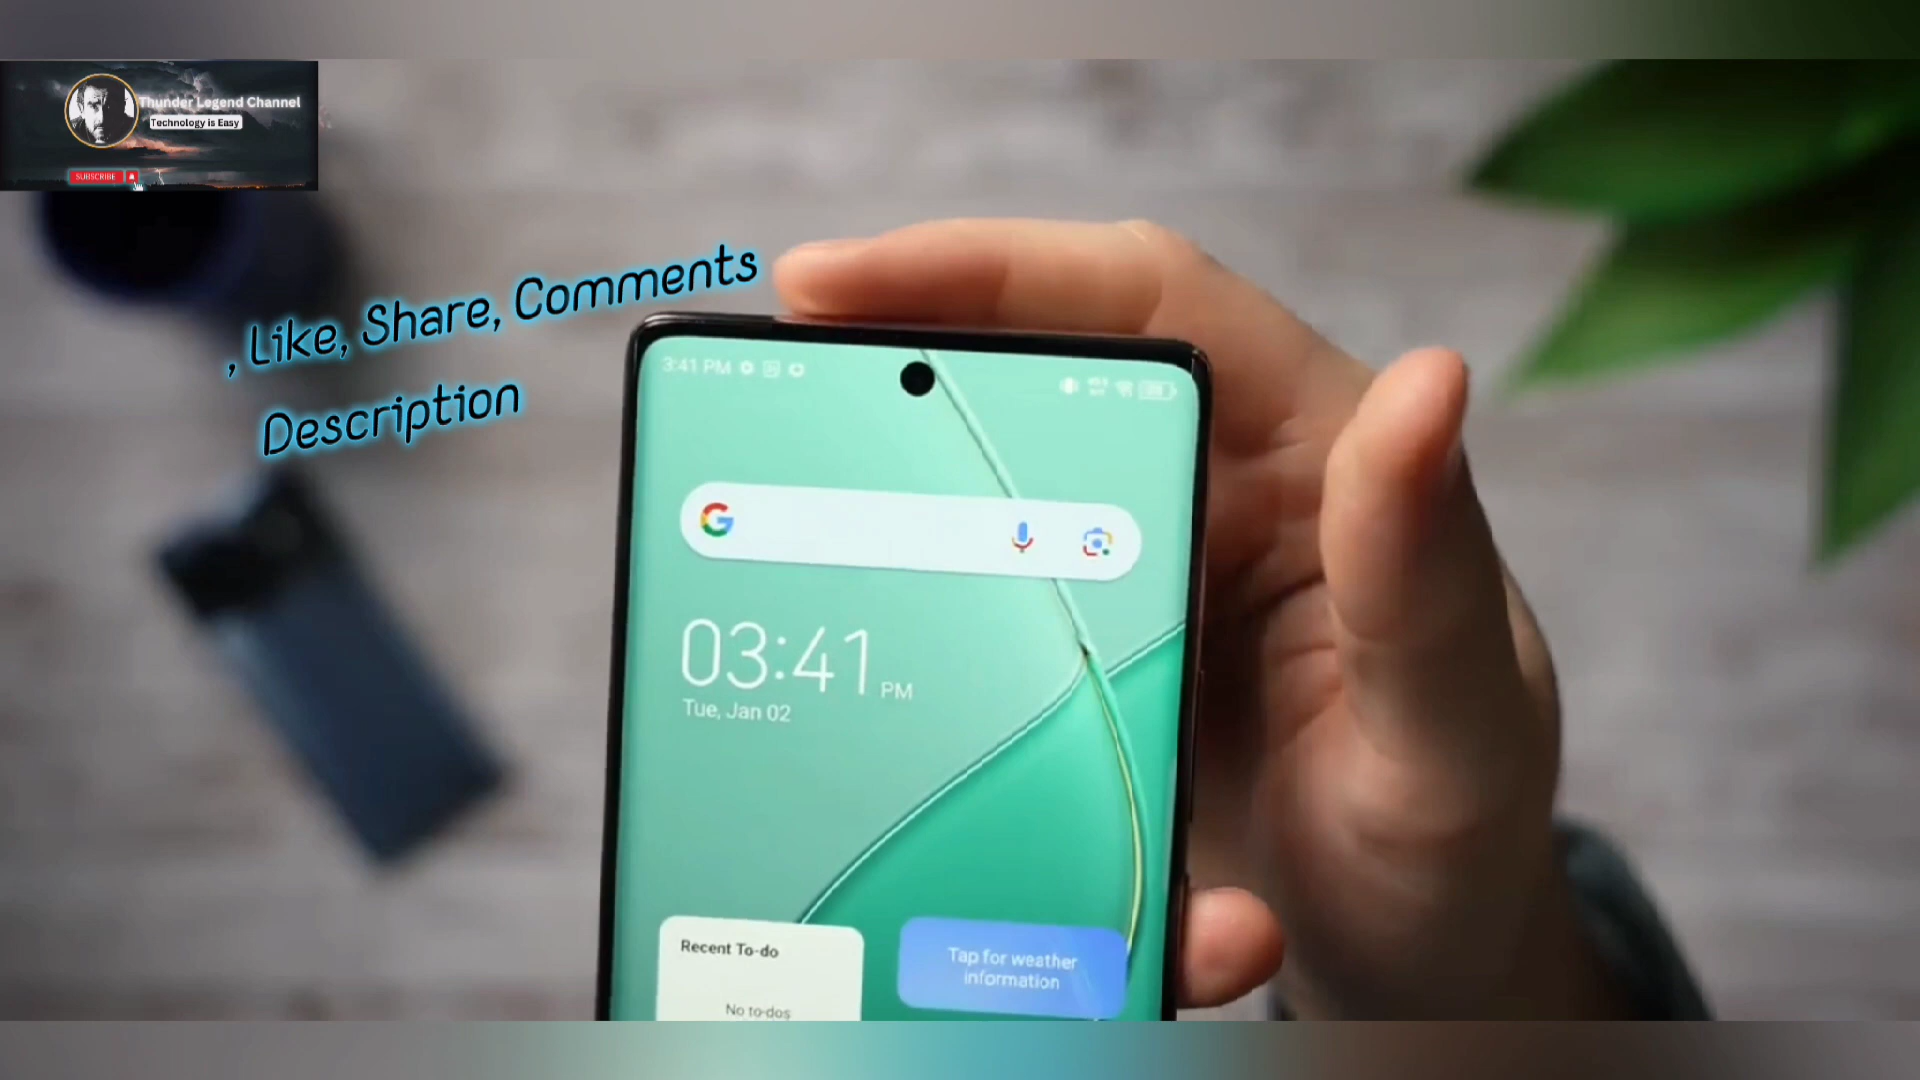 Thunder Legend Channel
Technology is Easy
SUBSCRIBE
, Like, Share, Comments
Description
3:41 PM
03:41 PM
Tue, Jan 02
Recent To-do
No to-dos
Tap for weather
information